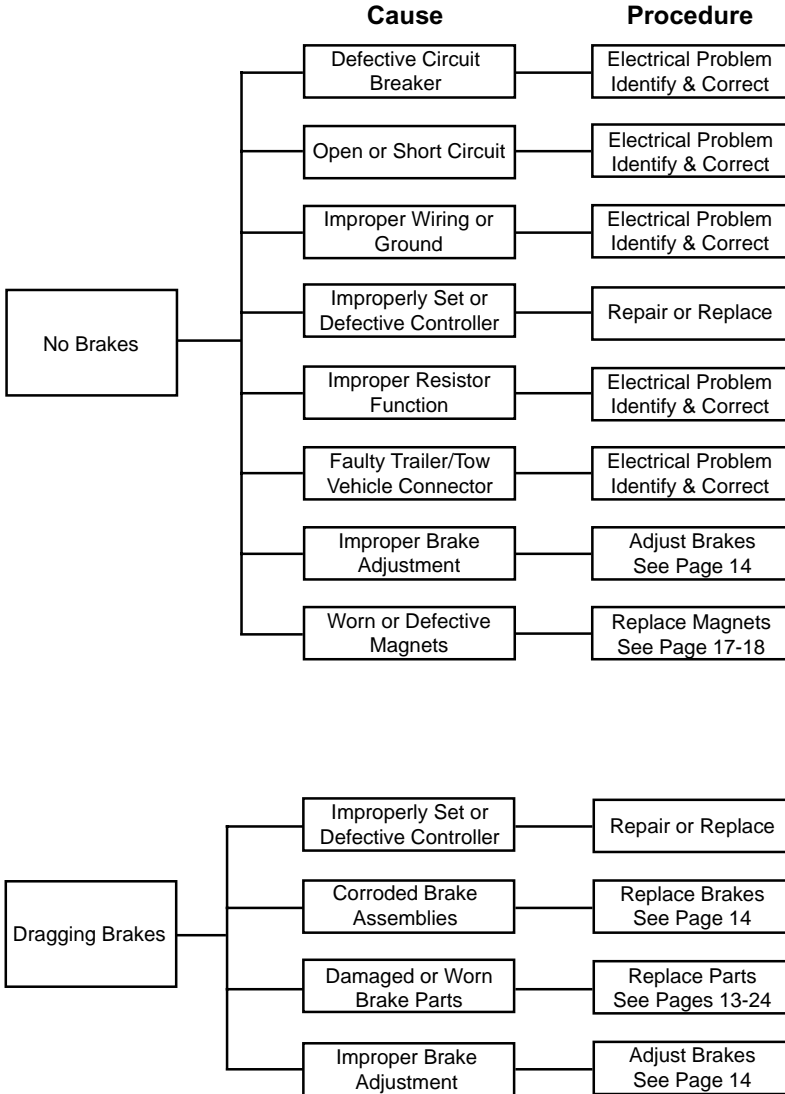 Cause Procedure
Defective Circuit
Breaker
Electrical Problem
Identify & Correct
Open or Short Circuit
Electrical Problem
Identify & Correct
Improper Wiring or
Ground
Electrical Problem
Identify & Correct
No Brakes
Improperly Set or
Defective Controller
Repair or Replace
Improper Resistor
Function
Electrical Problem
Identify & Correct
Faulty Trailer/Tow
Vehicle Connector
Electrical Problem
Identify & Correct
Improper Brake
Adjustment
Adjust Brakes
See Page 14
Worn or Defective
Magnets
Replace Magnets
See Page 17-18
Improperly Set or
Defective Controller
Repair or Replace
Dragging Brakes
Corroded Brake
Assemblies
Replace Brakes
See Page 14
Damaged or Worn
Brake Parts
Replace Parts
See Pages 13-24
Improper Brake
Adjustment
Adjust Brakes
See Page 14